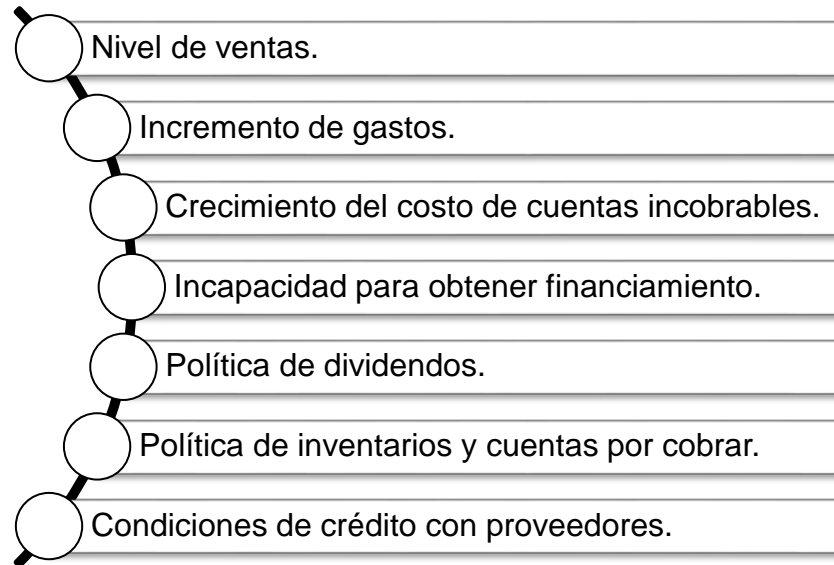 Nivel de ventas.
Incremento de gastos.
Crecimiento del costo de cuentas incobrables.
Incapacidad para obtener financiamiento.
Política de dividendos.
Política de inventarios y cuentas por cobrar.
Condiciones de crédito con proveedores.